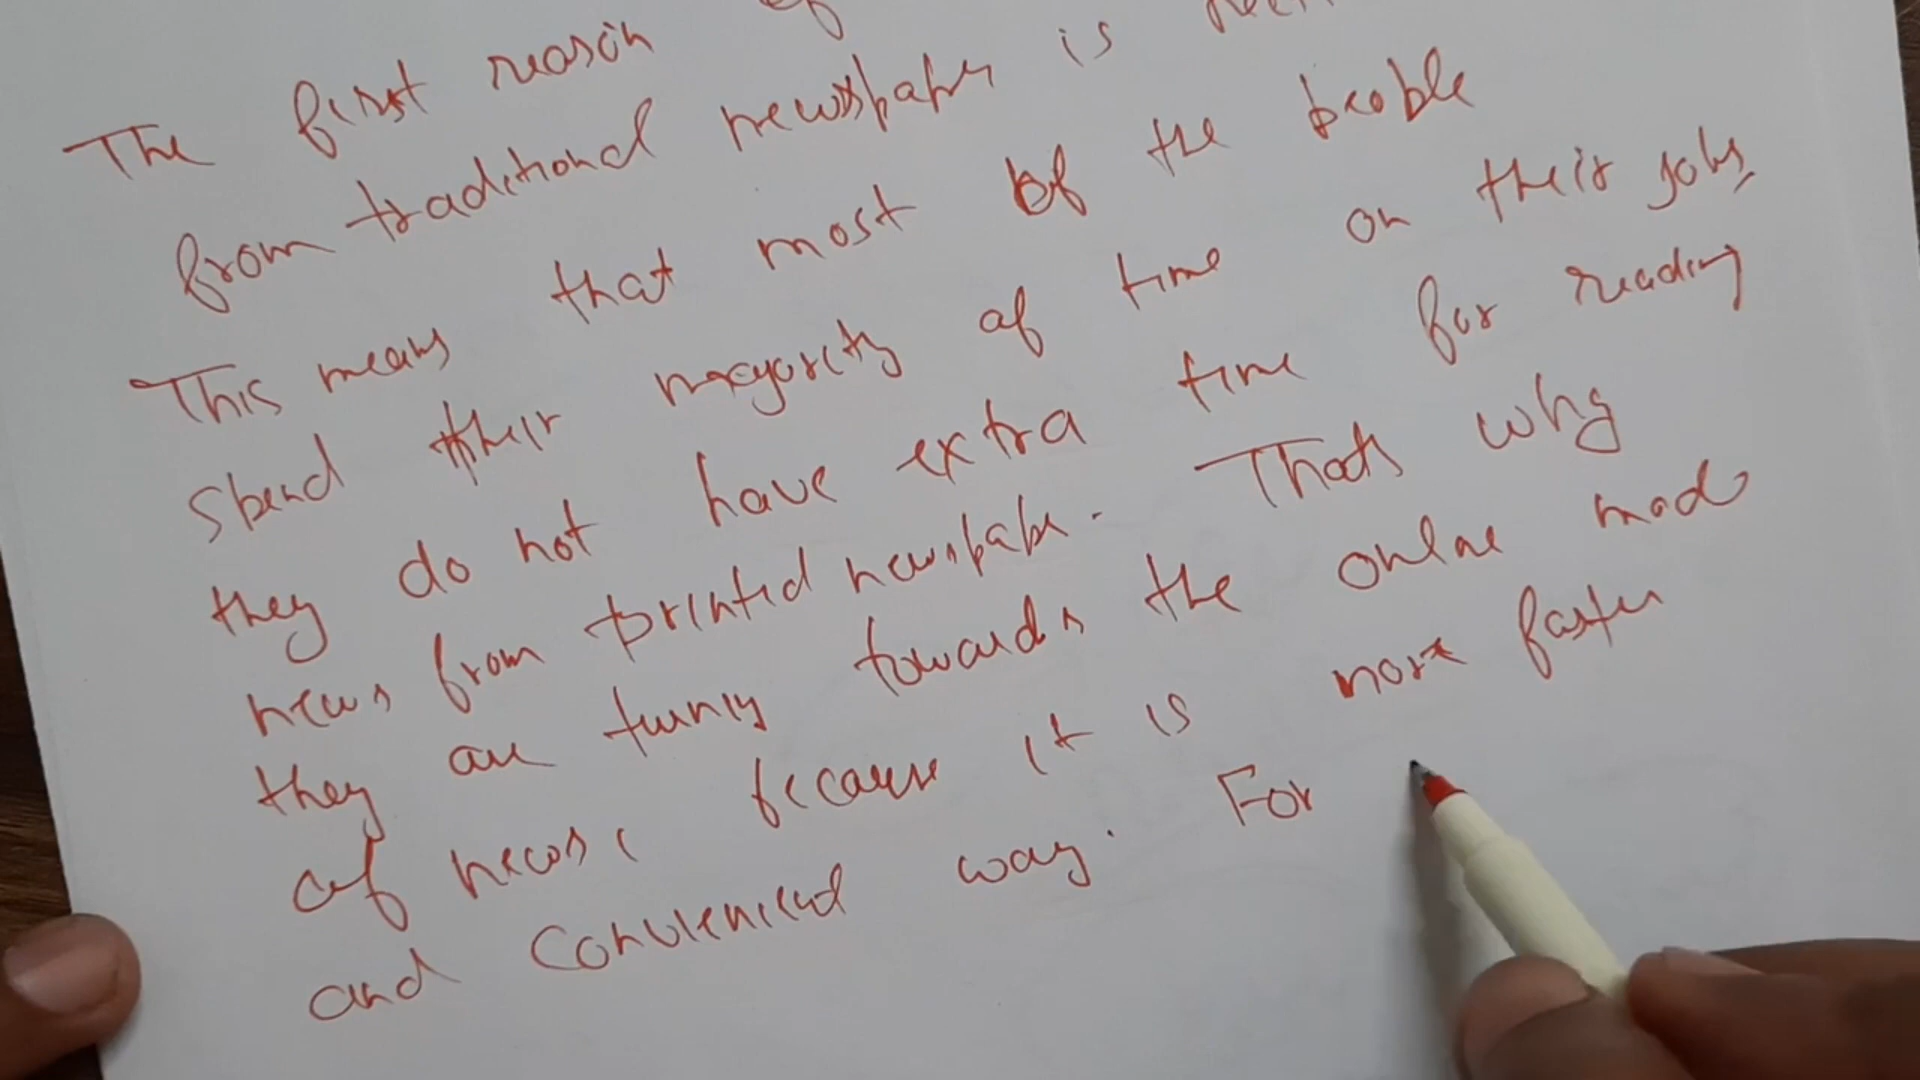 The first reason of
from traditional newspaper is
This means that most of the people
spend their majority of time on their jobs,
they do not have extra time for reading
news from printed newspaper. Thats why
they are turning towards the online mode
of news, because it is more faster
and convenient way. For